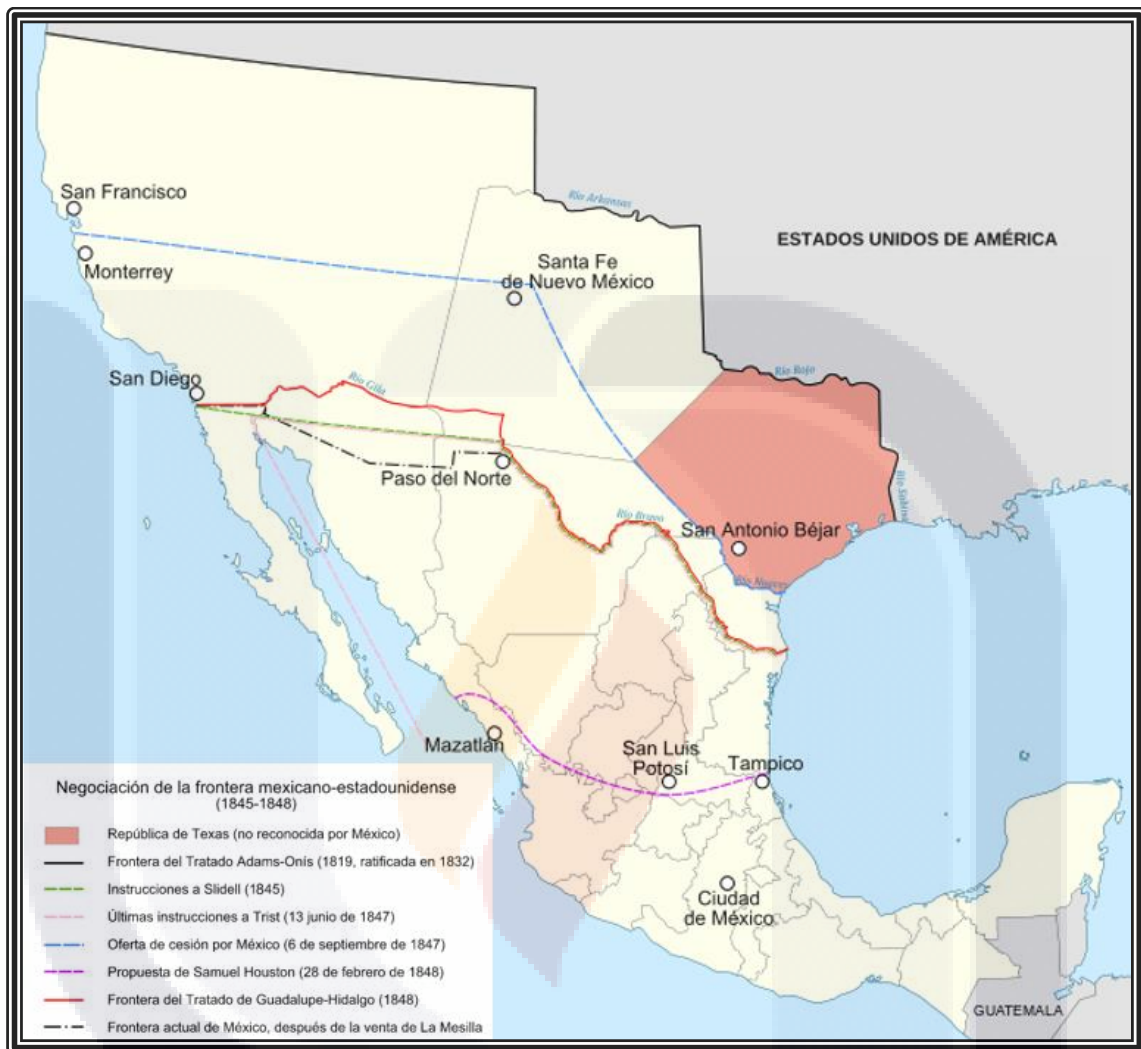 San Francisco
Monterrey
Río Arkansas
ESTADOS UNIDOS DE AMÉRICA
Santa Fe
de Nuevo México
San Diego
Río Gila
Río Rojo
Paso del Norte
Río Bravo
San Antonio Béjar
Río Sabina
Río Nueces
Mazatlán
San Luis
Potosí
Tampico
Ciudad
de México
GUATEMALA
Negociación de la frontera mexicano-estadounidense
(1845-1848)
República de Texas (no reconocida por México)
Frontera del Tratado Adams-Onís (1819, ratificada en 1832)
Instrucciones a Slidell (1845)
Últimas instrucciones a Trist (13 junio de 1847)
Oferta de cesión por México (6 de septiembre de 1847)
Propuesta de Samuel Houston (28 de febrero de 1848)
Frontera del Tratado de Guadalupe-Hidalgo (1848)
Frontera actual de México, después de la venta de La Mesilla